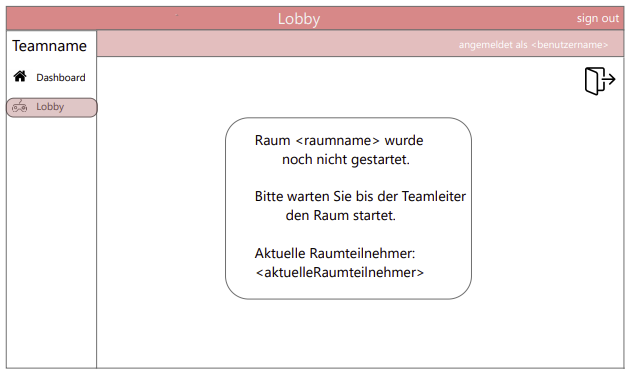 Lobby
sign out
Teamname
angemeldet als <benutzername>
Dashboard
Lobby
Raum <raumname> wurde
noch nicht gestartet.
Bitte warten Sie bis der Teamleiter
den Raum startet.
Aktuelle Raumteilnehmer:
<aktuelleRaumteilnehmer>